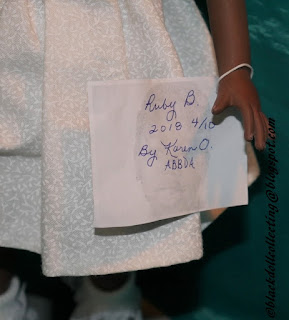 Ruby B.
2018 4/10
By Karen O.
ABBDA
©blackdollcollecting@blogspot.com